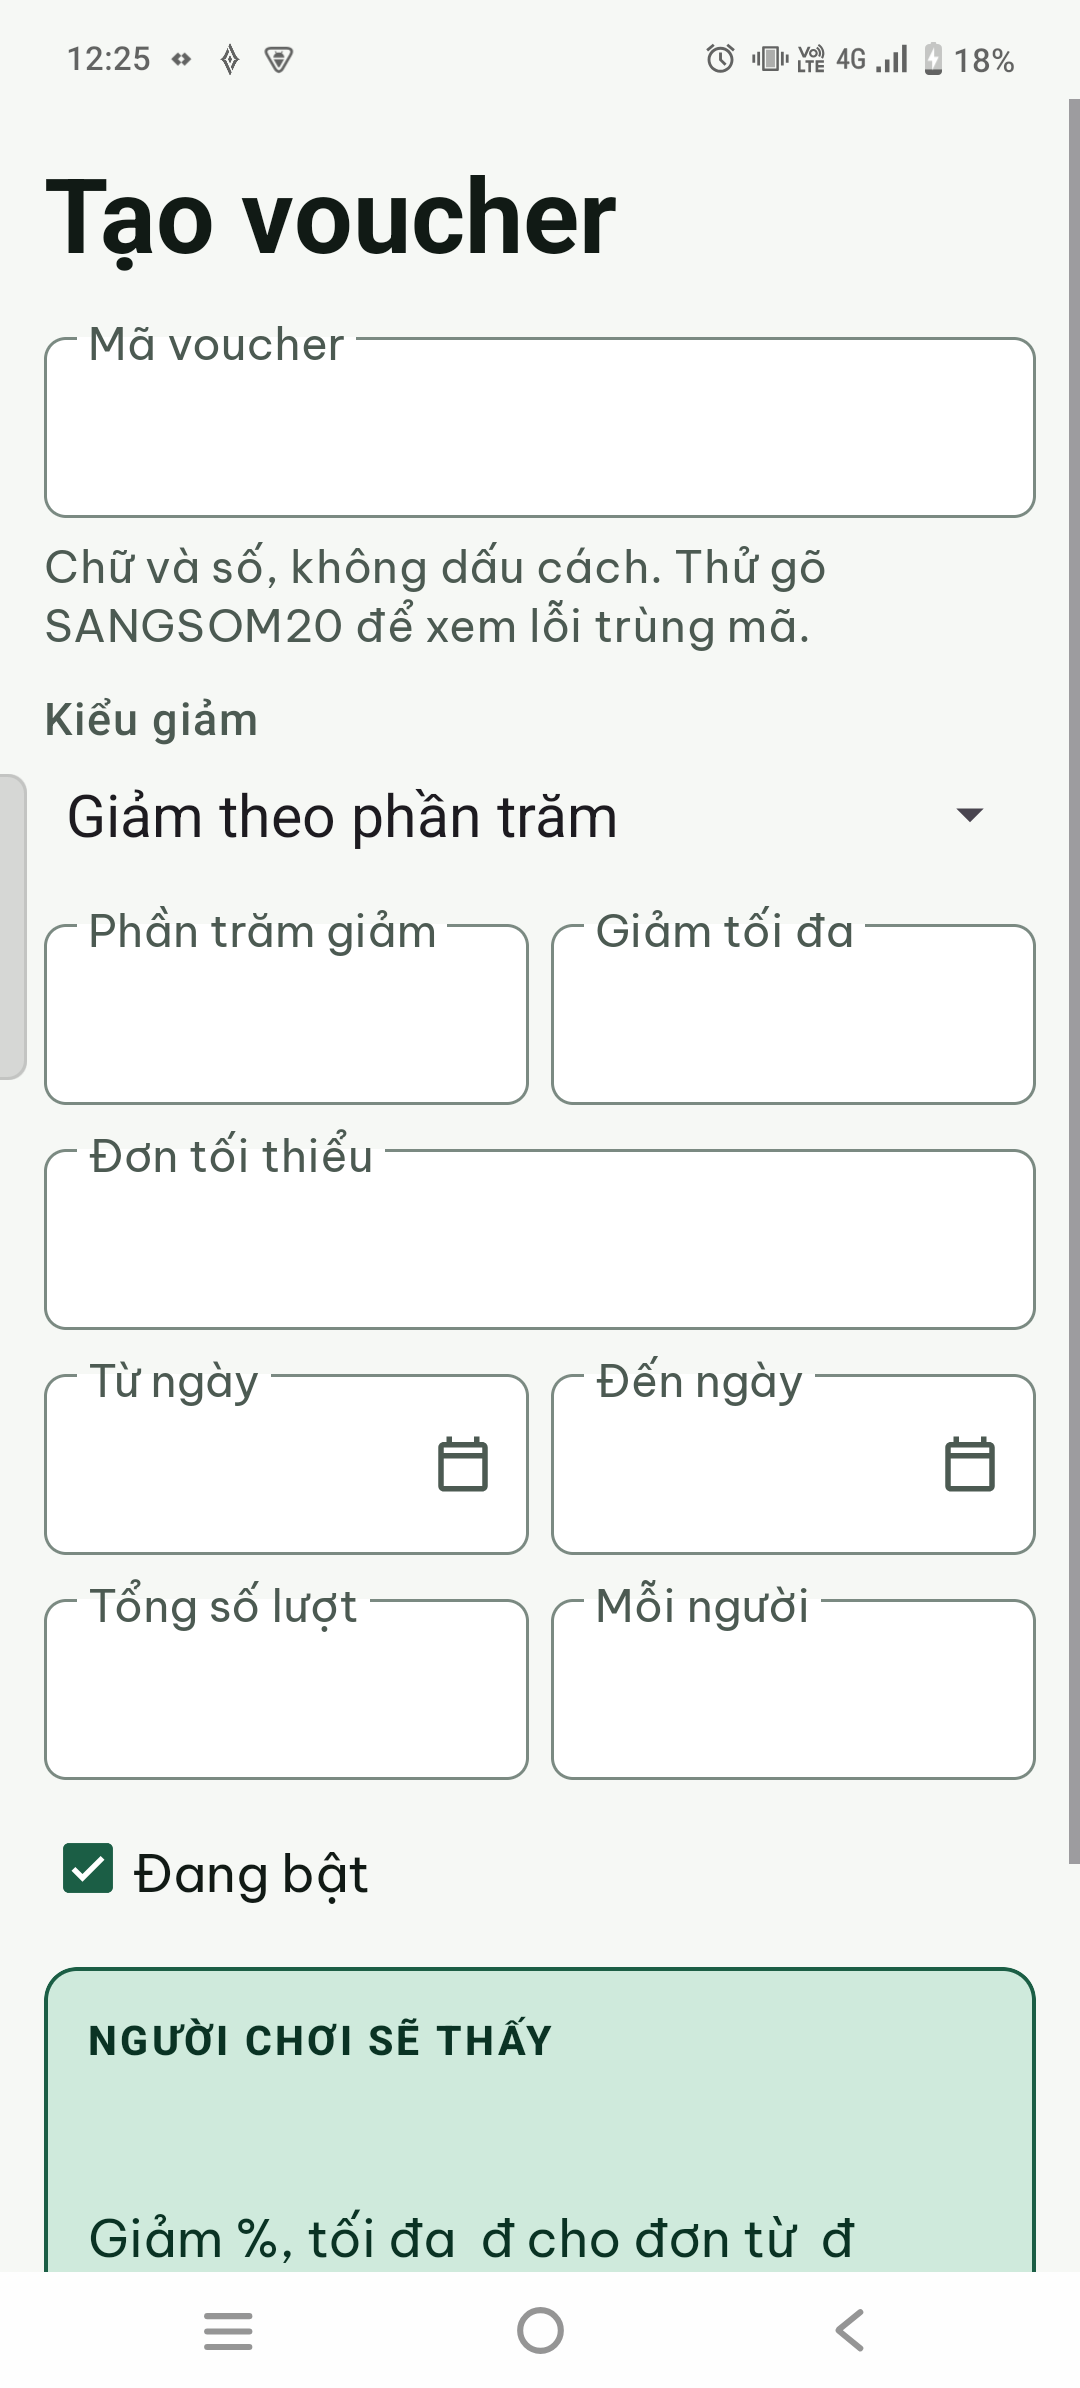 12:25 VoLTE 4G 18%
Tạo voucher
Mã voucher
Chữ và số, không dấu cách. Thử gõ
SANGSOM20 để xem lỗi trùng mã.
Kiểu giảm
Giảm theo phần trăm
Phần trăm giảm Giảm tối đa
Đơn tối thiểu
Từ ngày Đến ngày
Tổng số lượt Mỗi người
Đang bật
NGƯỜI CHƠI SẼ THẤY
Giảm %, tối đa đ cho đơn từ đ